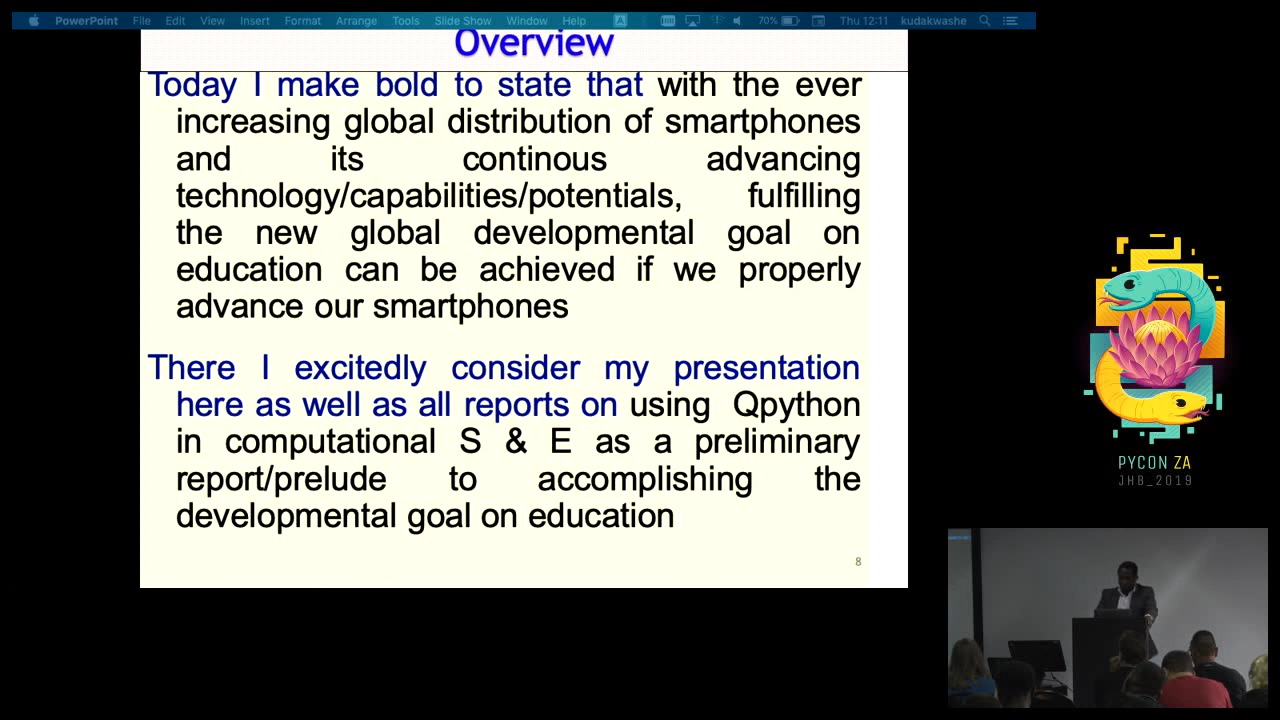 PowerPoint File Edit View Insert Format Arrange Tools Slide Show Window Help A 70% Thu 12:11 kudakwashe
Overview
Today I make bold to state that with the ever
increasing global distribution of smartphones
and its continous advancing
technology/capabilities/potentials, fulfilling
the new global developmental goal on
education can be achieved if we properly
advance our smartphones
There I excitedly consider my presentation
here as well as all reports on using Qpython
in computational S & E as a preliminary
report/prelude to accomplishing the
developmental goal on education
8
PYCON ZA
JHB_2019